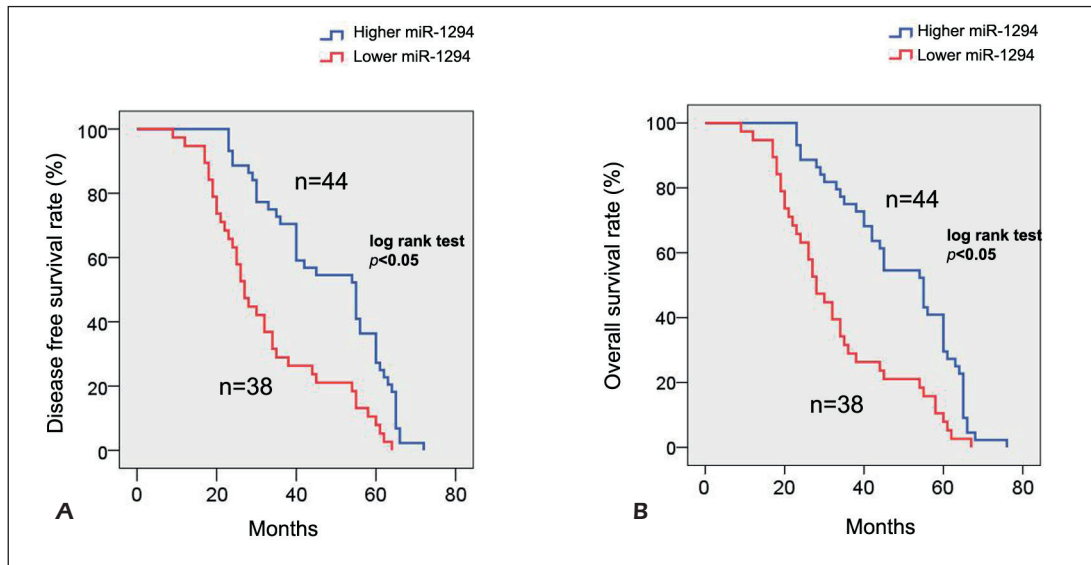 Higher miR-1294
Lower miR-1294
Disease free survival rate (%)
100
80
60
40
20
0
n=44
log rank test
p<0.05
n=38
0 20 40 60 80
Months
A
Higher miR-1294
Lower miR-1294
Overall survival rate (%)
100
80
60
40
20
0
n=44
log rank test
p<0.05
n=38
0 20 40 60 80
Months
B